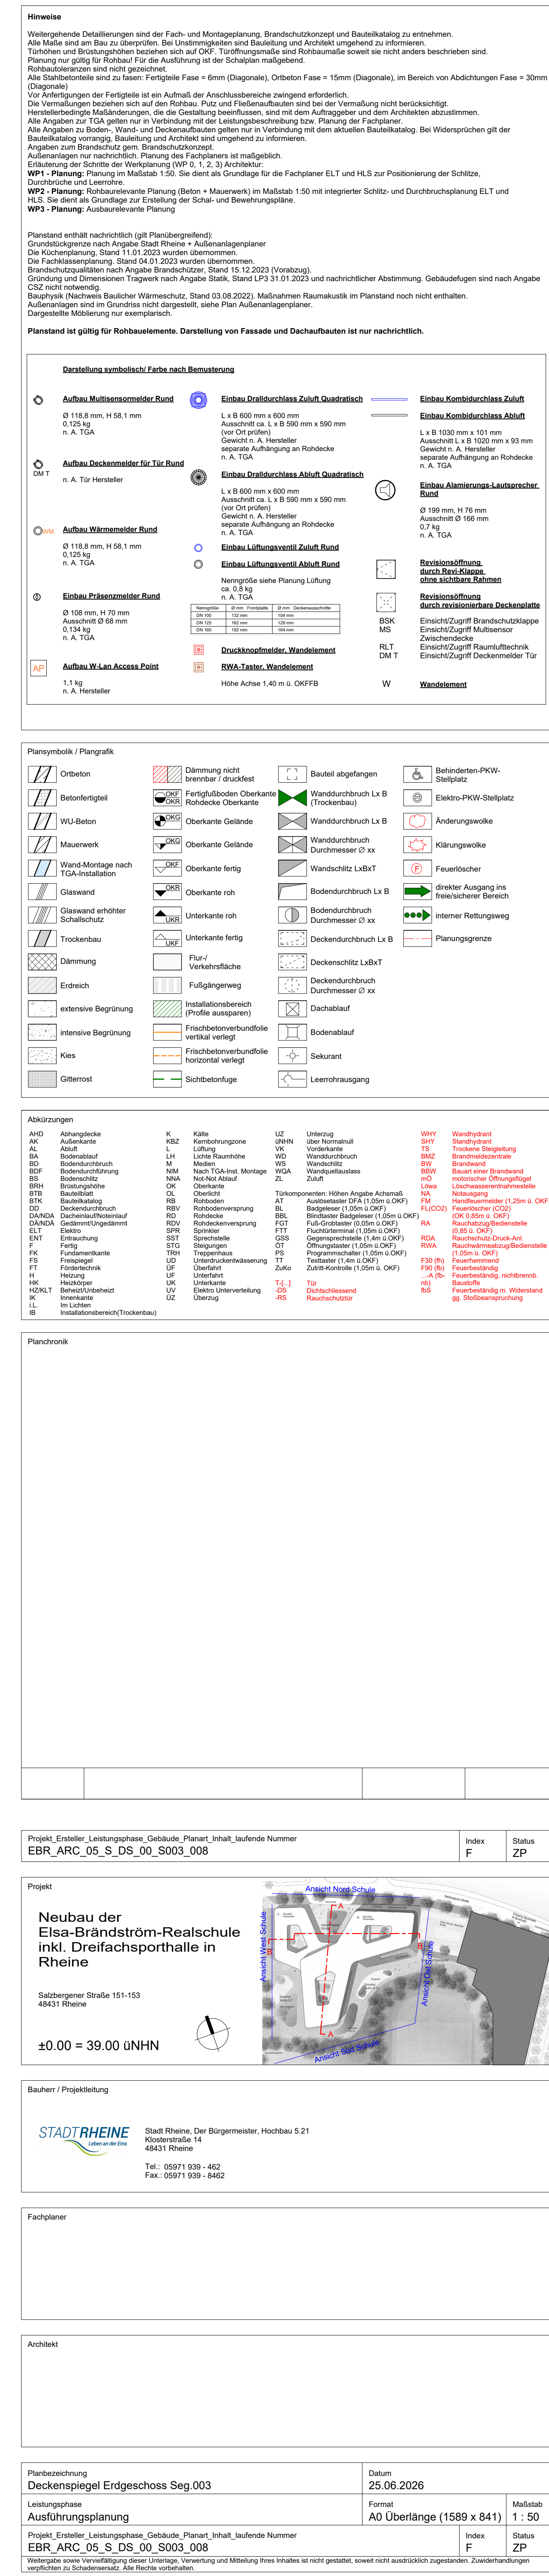 Hinweise
Weitergehende Detaillierungen sind der Fach- und Montageplanung, Brandschutzkonzept und Bauteilkatalog zu entnehmen.
Alle Maße sind am Bau zu überprüfen. Bei Unstimmigkeiten sind Bauleitung und Architekt umgehend zu informieren.
Türhöhen und Brüstungshöhen beziehen sich auf OKF. Türöffnungsmaße sind Rohbaumaße soweit sie nicht anders beschrieben sind.
Planung nur gültig für Rohbau! Für die Ausführung ist der Schalplan maßgebend.
Rohbautoleranzen sind nicht gezeichnet.
Alle Stahlbetonteile sind zu fasen: Fertigteile Fase = 6mm (Diagonale), Ortbeton Fase = 15mm (Diagonale), im Bereich von Abdichtungen Fase = 30mm
(Diagonale)
Vor Anfertigungen der Fertigteile ist ein Aufmaß der Anschlussbereiche zwingend erforderlich.
Die Vermaßungen beziehen sich auf den Rohbau. Putz und Fließenaufbauten sind bei der Vermaßung nicht berücksichtigt.
Herstellerbedingte Maßänderungen, die die Gestaltung beeinflussen, sind mit dem Auftraggeber und dem Architekten abzustimmen.
Alle Angaben zur TGA gelten nur in Verbindung mit der Leistungsbeschreibung bzw. Planung der Fachplaner.
Alle Angaben zu Boden-, Wand- und Deckenaufbauten gelten nur in Verbindung mit dem aktuellen Bauteilkatalog. Bei Widersprüchen gilt der
Bauteilkatalog vorrangig, Bauleitung und Architekt sind umgehend zu informieren.
Angaben zum Brandschutz gem. Brandschutzkonzept.
Außenanlagen nur nachrichtlich. Planung des Fachplaners ist maßgeblich.
Erläuterung der Schritte der Werkplanung (WP 0, 1, 2, 3) Architektur:
WP1 - Planung: Planung im Maßstab 1:50. Sie dient als Grundlage für die Fachplaner ELT und HLS zur Positionierung der Schlitze,
Durchbrüche und Leerrohre.
WP2 - Planung: Rohbaurelevante Planung (Beton + Mauerwerk) im Maßstab 1:50 mit integrierter Schlitz- und Durchbruchsplanung ELT und
HLS. Sie dient als Grundlage zur Erstellung der Schal- und Bewehrungspläne.
WP3 - Planung: Ausbaurelevante Planung
Planstand enthält nachrichtlich (gilt Planübergreifend):
Grundstückgrenze nach Angabe Stadt Rheine + Außenanlagenplaner
Die Küchenplanung, Stand 11.01.2023 wurden übernommen.
Die Fachklassenplanung. Stand 04.01.2023 wurden übernommen.
Brandschutzqualitäten nach Angabe Brandschützer, Stand 15.12.2023 (Vorabzug).
Gründung und Dimensionen Tragwerk nach Angabe Statik, Stand LP3 31.01.2023 und nachrichtlicher Abstimmung. Gebäudefugen sind nach Angabe
CSZ nicht notwendig.
Bauphysik (Nachweis Baulicher Wärmeschutz, Stand 03.08.2022). Maßnahmen Raumakustik im Planstand noch nicht enthalten.
Außenanlagen sind im Grundriss nicht dargestellt, siehe Plan Außenanlagenplaner.
Dargestellte Möblierung nur exemplarisch.
Planstand ist gültig für Rohbauelemente. Darstellung von Fassade und Dachaufbauten ist nur nachrichtlich.
Darstellung symbolisch/ Farbe nach Bemusterung
Aufbau Multisensormelder Rund
Ø 118,8 mm, H 58,1 mm
0,125 kg
n. A. TGA
DM T
Aufbau Deckenmelder für Tür Rund
n. A. Tür Hersteller
WM
Aufbau Wärmemelder Rund
Ø 118,8 mm, H 58,1 mm
0,125 kg
n. A. TGA
Einbau Präsenzmelder Rund
Ø 108 mm, H 70 mm
Ausschnitt Ø 68 mm
0,134 kg
n. A. TGA
AP
Aufbau W-Lan Access Point
1,1 kg
n. A. Hersteller
Einbau Dralldurchlass Zuluft Quadratisch
L x B 600 mm x 600 mm
Ausschnitt ca. L x B 590 mm x 590 mm
(vor Ort prüfen)
Gewicht n. A. Hersteller
separate Aufhängung an Rohdecke
n. A. TGA
Einbau Dralldurchlass Abluft Quadratisch
L x B 600 mm x 600 mm
Ausschnitt ca. L x B 590 mm x 590 mm
(vor Ort prüfen)
Gewicht n. A. Hersteller
separate Aufhängung an Rohdecke
n. A. TGA
Einbau Lüftungsventil Zuluft Rund
Einbau Lüftungsventil Abluft Rund
Nenngröße siehe Planung Lüftung
ca. 0,8 kg
n. A. TGA
Nenngröße Ø mm Frontplatte Ø mm Deckenausschnitte
DN 100 132 mm 104 mm
DN 125 162 mm 129 mm
DN 160 192 mm 164 mm
Druckknopfmelder, Wandelement
RWA-Taster, Wandelement
Höhe Achse 1,40 m ü. OKFFB
Einbau Kombidurchlass Zuluft
Einbau Kombidurchlass Abluft
L x B 1030 mm x 101 mm
Ausschnitt L x B 1020 mm x 93 mm
Gewicht n. A. Hersteller
separate Aufhängung an Rohdecke
n. A. TGA
Einbau Alamierungs-Lautsprecher
Rund
Ø 199 mm, H 76 mm
Ausschnitt Ø 166 mm
0,7 kg
n. A. TGA
Revisionsöffnung
durch Revi-Klappe
ohne sichtbare Rahmen
Revisionsöffnung
durch revisionierbare Deckenplatte
BSK Einsicht/Zugriff Brandschutzklappe
MS Einsicht/Zugriff Multisensor
Zwischendecke
RLT Einsicht/Zugriff Raumlufttechnik
DM T Einsicht/Zugriff Deckenmelder Tür
W Wandelement
Plansymbolik / Plangrafik
Ortbeton
Betonfertigteil
WU-Beton
Mauerwerk
Wand-Montage nach
TGA-Installation
Glaswand
Glaswand erhöhter
Schallschutz
Trockenbau
Dämmung
Erdreich
extensive Begrünung
intensive Begrünung
Kies
Gitterrost
Dämmung nicht
brennbar / druckfest
OKF Fertigfußboden Oberkante
OKR Rohdecke Oberkante
OKG Oberkante Gelände
OKG Oberkante Gelände
OKF Oberkante fertig
OKR Oberkante roh
UKR Unterkante roh
UKF Unterkante fertig
Flur-/
Verkehrsfläche
Fußgängerweg
Installationsbereich
(Profile aussparen)
Frischbetonverbundfolie
vertikal verlegt
Frischbetonverbundfolie
horizontal verlegt
Sichtbetonfuge
Bauteil abgefangen
Wanddurchbruch Lx B
(Trockenbau)
Wanddurchbruch Lx B
Wanddurchbruch
Durchmesser ∅ xx
Wandschlitz LxBxT
Bodendurchbruch Lx B
Bodendurchbruch
Durchmesser ∅ xx
Deckendurchbruch Lx B
Deckenschlitz LxBxT
Deckendurchbruch
Durchmesser ∅ xx
Dachablauf
Bodenablauf
Sekurant
Leerrohrausgang
Behinderten-PKW-
Stellplatz
Elektro-PKW-Stellplatz
Änderungswolke
Klärungswolke
F Feuerlöscher
direkter Ausgang ins
freie/sicherer Bereich
interner Rettungsweg
Planungsgrenze
Abkürzungen
AHD Abhangdecke
AK Außenkante
AL Abluft
BA Bodenablauf
BD Bodendurchbruch
BDF Bodendurchführung
BS Bodenschlitz
BRH Brüstungshöhe
BTB Bauteilblatt
BTK Bauteilkatalog
DD Deckendurchbruch
DA/NDA Dacheinlauf/Noteinlauf
DÄ/NDÄ Gedämmt/Ungedämmt
ELT Elektro
ENT Entrauchung
F Fertig
FK Fundamentkante
FS Freispiegel
FT Fördertechnik
H Heizung
HK Heizkörper
HZ/KLT Beheizt/Unbeheizt
IK Innenkante
i.L. Im Lichten
IB Installationsbereich(Trockenbau)
K Kälte
KBZ Kernbohrungzone
L Lüftung
LH Lichte Raumhöhe
M Medien
NIM Nach TGA-Inst. Montage
NNA Not-Not Ablauf
OK Oberkante
OL Oberlicht
RB Rohboden
RBV Rohbodenversprung
RD Rohdecke
RDV Rohdeckenversprung
SPR Sprinkler
SST Sprechstelle
STG Steigungen
TRH Treppenhaus
UD Unterdruckentwässerung
ÜF Überfahrt
UF Unterfahrt
UK Unterkante
UV Elektro Unterverteilung
ÜZ Überzug
UZ Unterzug
üNHN über Normalnull
VK Vorderkante
WD Wanddurchbruch
WS Wandschlitz
WQA Wandquellauslass
ZL Zuluft
Türkomponenten: Höhen Angabe Achsmaß
AT Auslösetaster DFA (1,05m ü.OKF)
BL Badgeleser (1,05m ü.OKF)
BBL Blindtaster Badgeleser (1,05m ü.OKF)
FGT Fuß-Grobtaster (0,05m ü.OKF)
FTT Fluchtürterminal (1,05m ü.OKF)
GSS Gegensprechstelle (1,4m ü.OKF)
ÖT Öffnungstaster (1,05m ü.OKF)
PS Programmschalter (1,05m ü.OKF)
TT Testtaster (1,4m ü.OKF)
ZuKo Zutritt-Kontrolle (1,05m ü. OKF)
T-[...] Tür
-DS Dichtschliessend
-RS Rauchschutztür
WHY Wandhydrant
SHY Standhydrant
TS Trockene Steigleitung
BMZ Brandmeldezentrale
BW Brandwand
BBW Bauart einer Brandwand
mÖ motorischer Öffnungsflügel
Löwa Löschwasserentnahmestelle
NA Notausgang
FM Handfeuermelder (1,25m ü. OKF
FL(CO2) Feuerlöscher (CO2)
(OK 0,85m ü. OKF)
RA Rauchabzug/Bedienstelle
(0,85 ü. OKF)
RDA Rauchschutz-Druck-Anl.
RWA Rauchwärmeabzug/Bedienstelle
(1,05m ü. OKF)
F30 (fh) Feuerhemmend
F90 (fb) Feuerbeständig
...-A (fb- Feuerbeständig, nichtbrennb.
nb) Baustoffe
fbS Feuerbeständig m. Widerstand
gg. Stoßbeanspruchung
Planchronik
Projekt_Ersteller_Leistungsphase_Gebäude_Planart_Inhalt_laufende Nummer
EBR_ARC_05_S_DS_00_S003_008
Index
F
Status
ZP
Projekt
Neubau der
Elsa-Brändström-Realschule
inkl. Dreifachsporthalle in
Rheine
Salzbergener Straße 151-153
48431 Rheine
±0.00 = 39.00 üNHN
Ansicht Nord Schule
Ansicht West Schule
Ansicht Ost Schule
Ansicht Süd Schule
A
B
B
A
Bauherr / Projektleitung
STADT RHEINE
Leben an der Ems
Stadt Rheine, Der Bürgermeister, Hochbau 5.21
Klosterstraße 14
48431 Rheine
Tel.: 05971 939 - 462
Fax.: 05971 939 - 8462
Fachplaner
Architekt
Planbezeichnung
Deckenspiegel Erdgeschoss Seg.003
Datum
25.06.2026
Leistungsphase
Ausführungsplanung
Format
A0 Überlänge (1589 x 841)
Maßstab
1 : 50
Projekt_Ersteller_Leistungsphase_Gebäude_Planart_Inhalt_laufende Nummer
EBR_ARC_05_S_DS_00_S003_008
Index
F
Status
ZP
Weitergabe sowie Vervielfältigung dieser Unterlage, Verwertung und Mitteilung Ihres Inhaltes ist nicht gestattet, soweit nicht ausdrücklich zugestanden. Zuwiderhandlungen
verpflichten zu Schadensersatz. Alle Rechte vorbehalten.